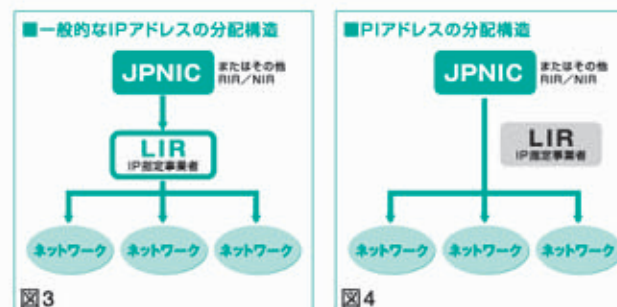 ■一般的なIPアドレスの分配構造
JPNIC
またはその他
RIR／NIR
LIR
IP指定事業者
ネットワーク
ネットワーク
ネットワーク
図3
■PIアドレスの分配構造
JPNIC
またはその他
RIR／NIR
LIR
IP指定事業者
ネットワーク
ネットワーク
ネットワーク
図4